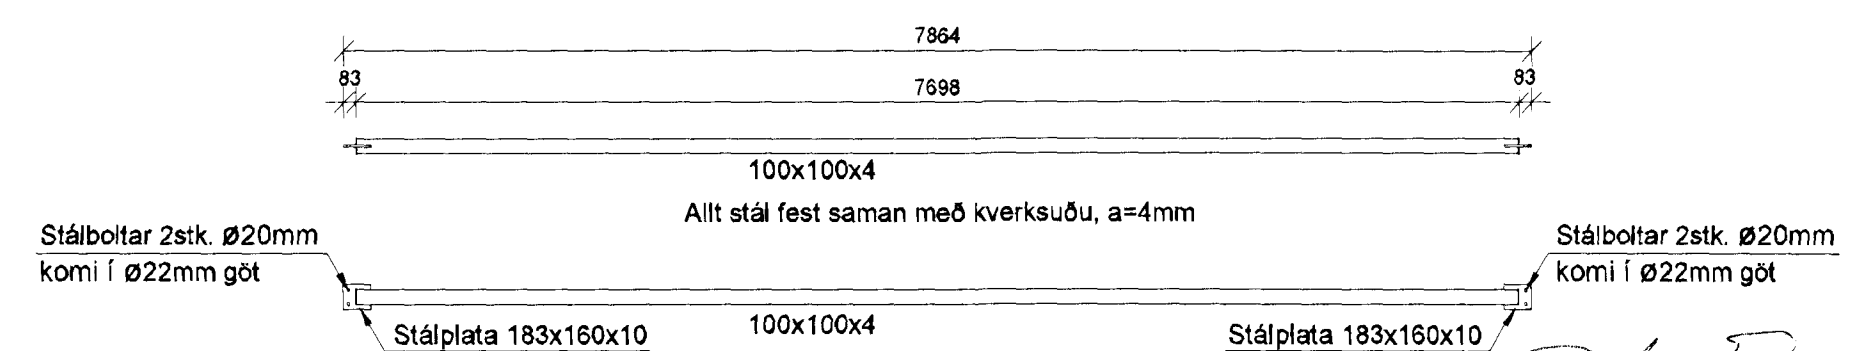 7864
83
7698
83
100x100x4
Allt stál fest saman með kverksuðu, a=4mm
Stálboltar 2stk. Ø20mm
komi í Ø22mm göt
Stálboltar 2stk. Ø20mm
komi í Ø22mm göt
Stálplata 183x160x10
100x100x4
Stálplata 183x160x10